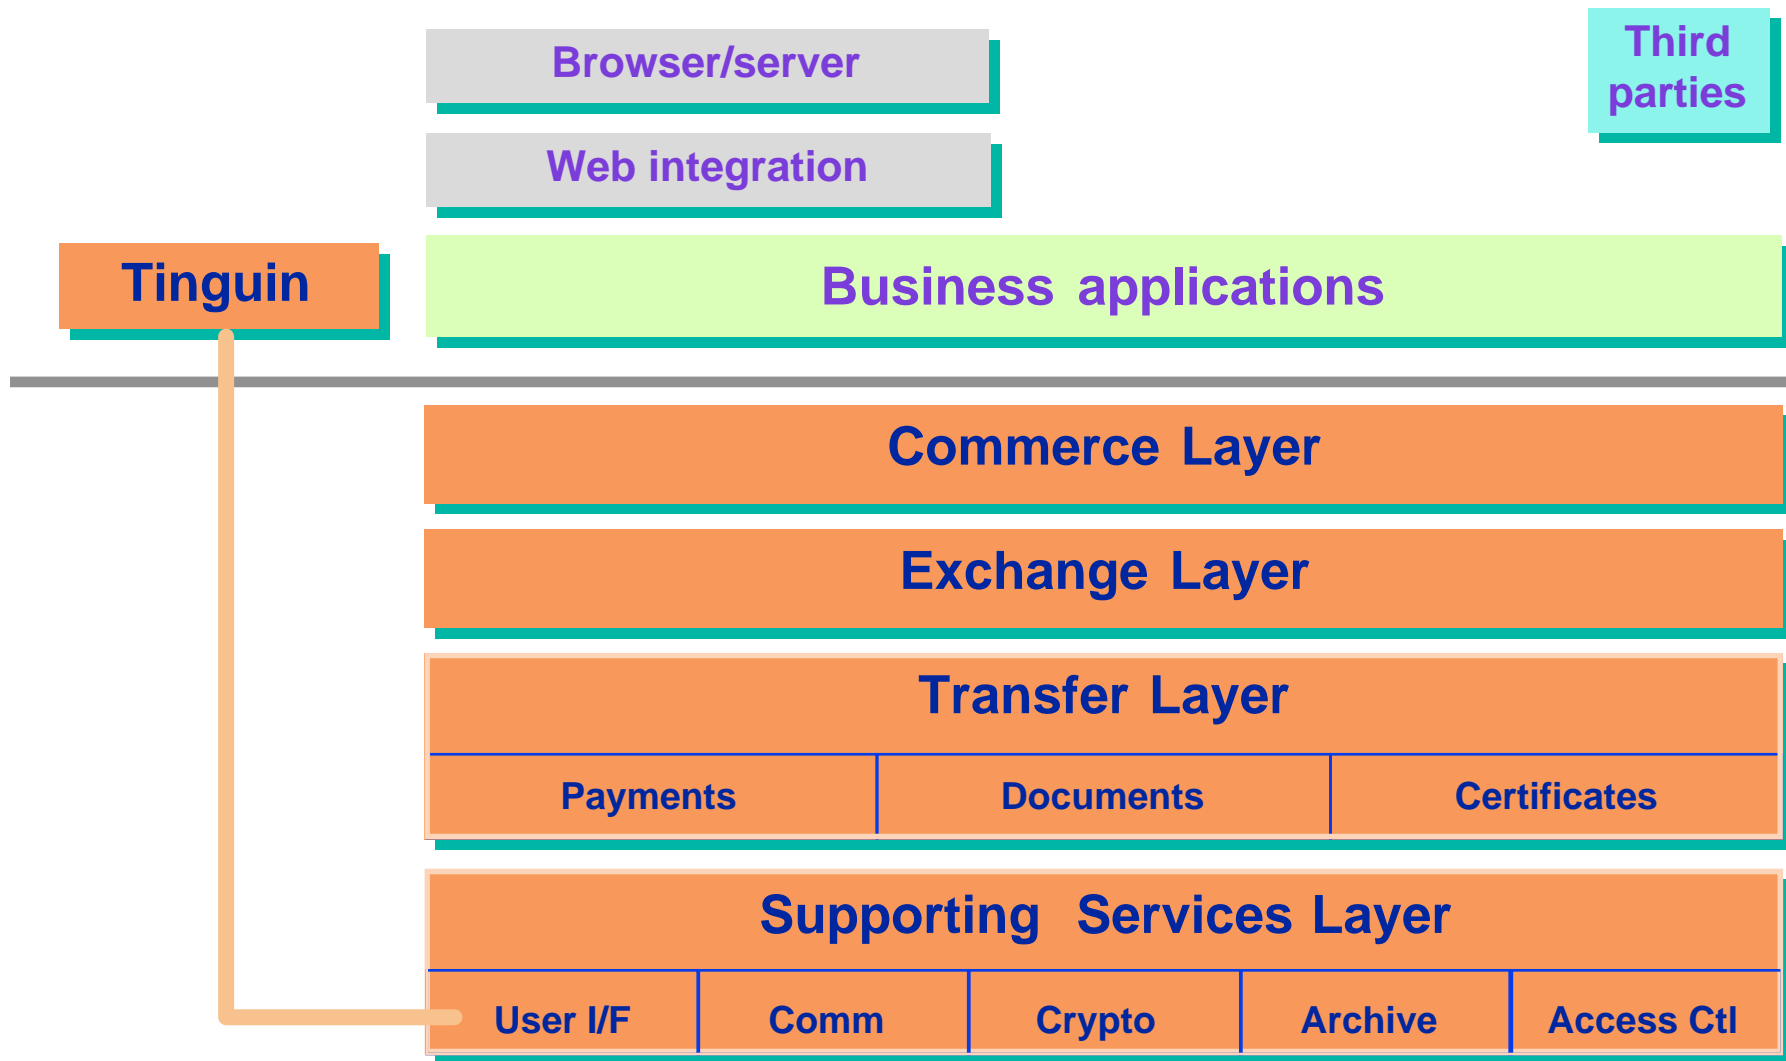 Browser/server
Third
parties
Web integration
Tinguin
Business applications
Commerce Layer
Exchange Layer
Transfer Layer
Payments
Documents
Certificates
Supporting Services Layer
User I/F
Comm
Crypto
Archive
Access Ctl